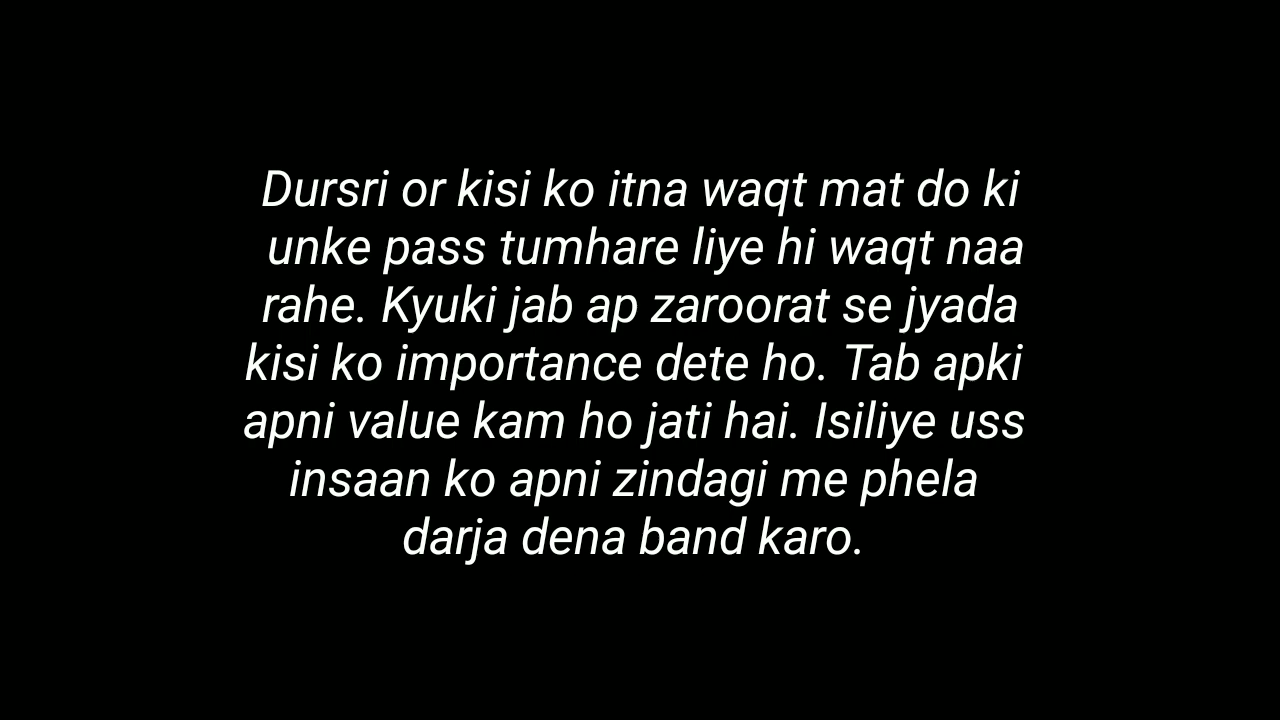 Dursri or kisi ko itna waqt mat do ki
unke pass tumhare liye hi waqt naa
rahe. Kyuki jab ap zaroorat se jyada
kisi ko importance dete ho. Tab apki
apni value kam ho jati hai. Isiliye uss
insaan ko apni zindagi me phela
darja dena band karo.